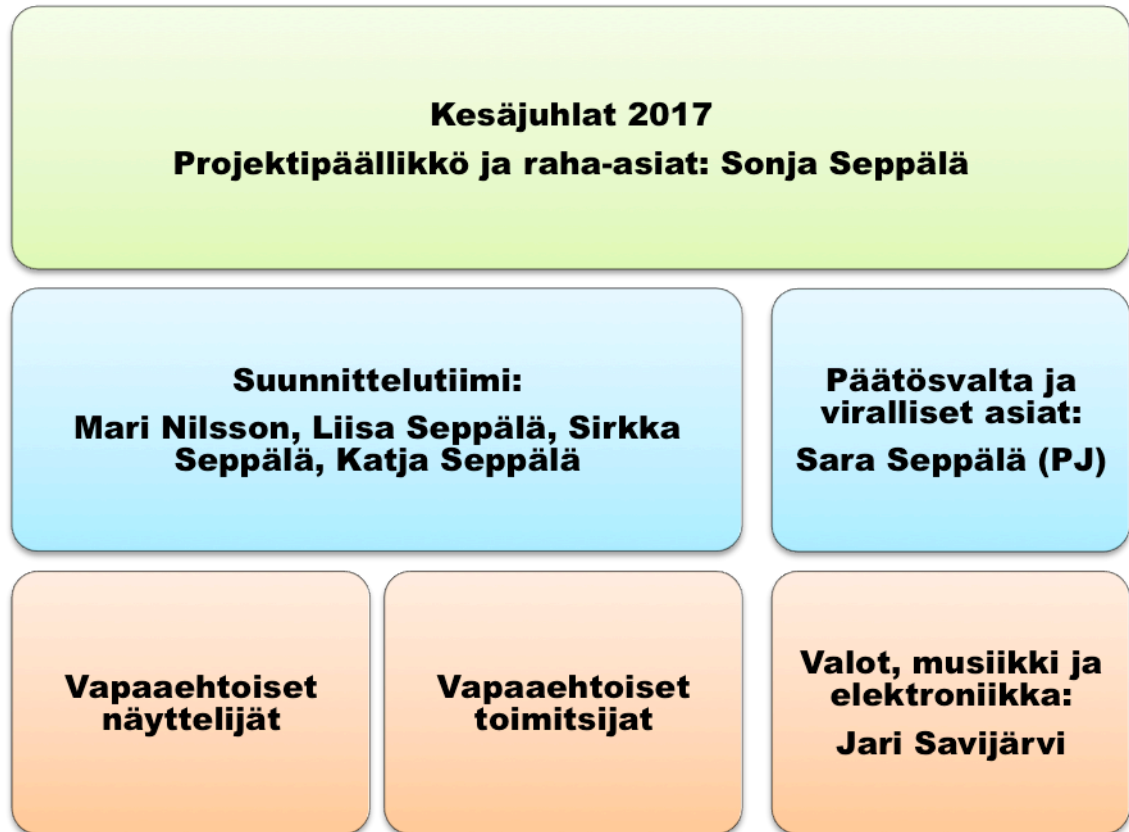 Kesäjuhlat 2017
Projektipäällikkö ja raha-asiat: Sonja Seppälä
Suunnittelutiimi:
Mari Nilsson, Liisa Seppälä, Sirkka
Seppälä, Katja Seppälä
Päätösvalta ja
viralliset asiat:
Sara Seppälä (PJ)
Vapaaehtoiset
näyttelijät
Vapaaehtoiset
toimitsijat
Valot, musiikki ja
elektroniikka:
Jari Savijärvi